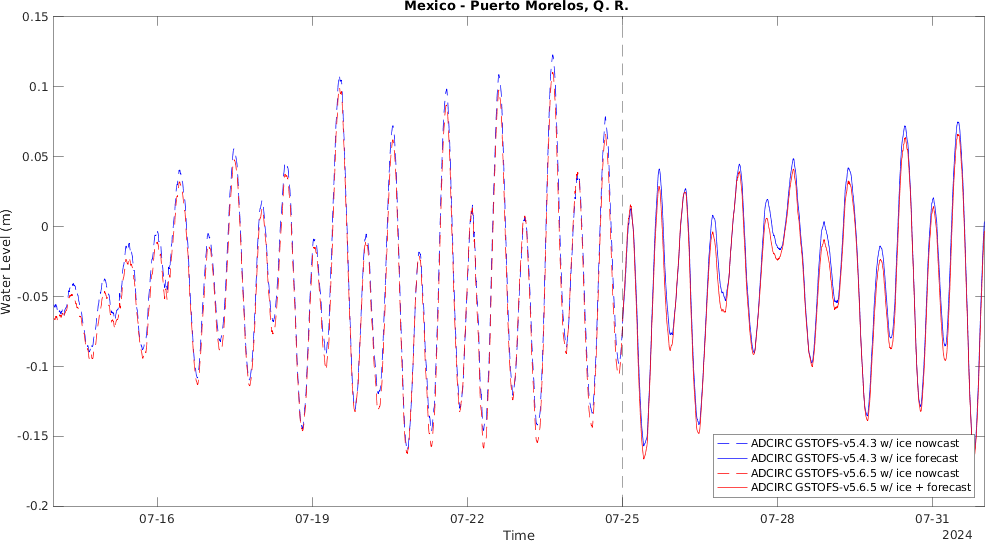 Mexico - Puerto Morelos, Q. R.
0.15
0.1
0.05
0
-0.05
-0.1
-0.15
-0.2
Water Level (m)
ADCIRC GSTOFS-v5.4.3 w/ ice nowcast
ADCIRC GSTOFS-v5.4.3 w/ ice forecast
ADCIRC GSTOFS-v5.6.5 w/ ice nowcast
ADCIRC GSTOFS-v5.6.5 w/ ice + forecast
07-16
07-19
07-22
07-25
07-28
07-31
Time
2024